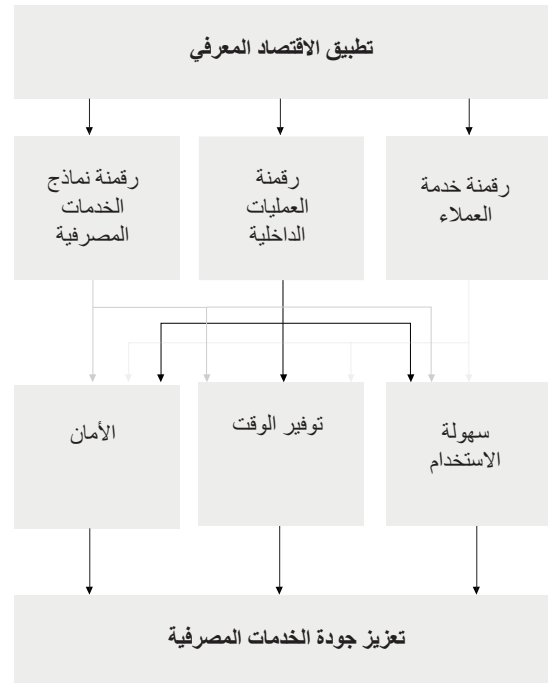 تطبيق الاقتصاد المعرفي
رقمنة خدمة
العملاء
رقمنة
العمليات
الداخلية
رقمنة نماذج
الخدمات
المصرفية
سهولة
الاستخدام
توفير الوقت
الأمان
تعزيز جودة الخدمات المصرفية